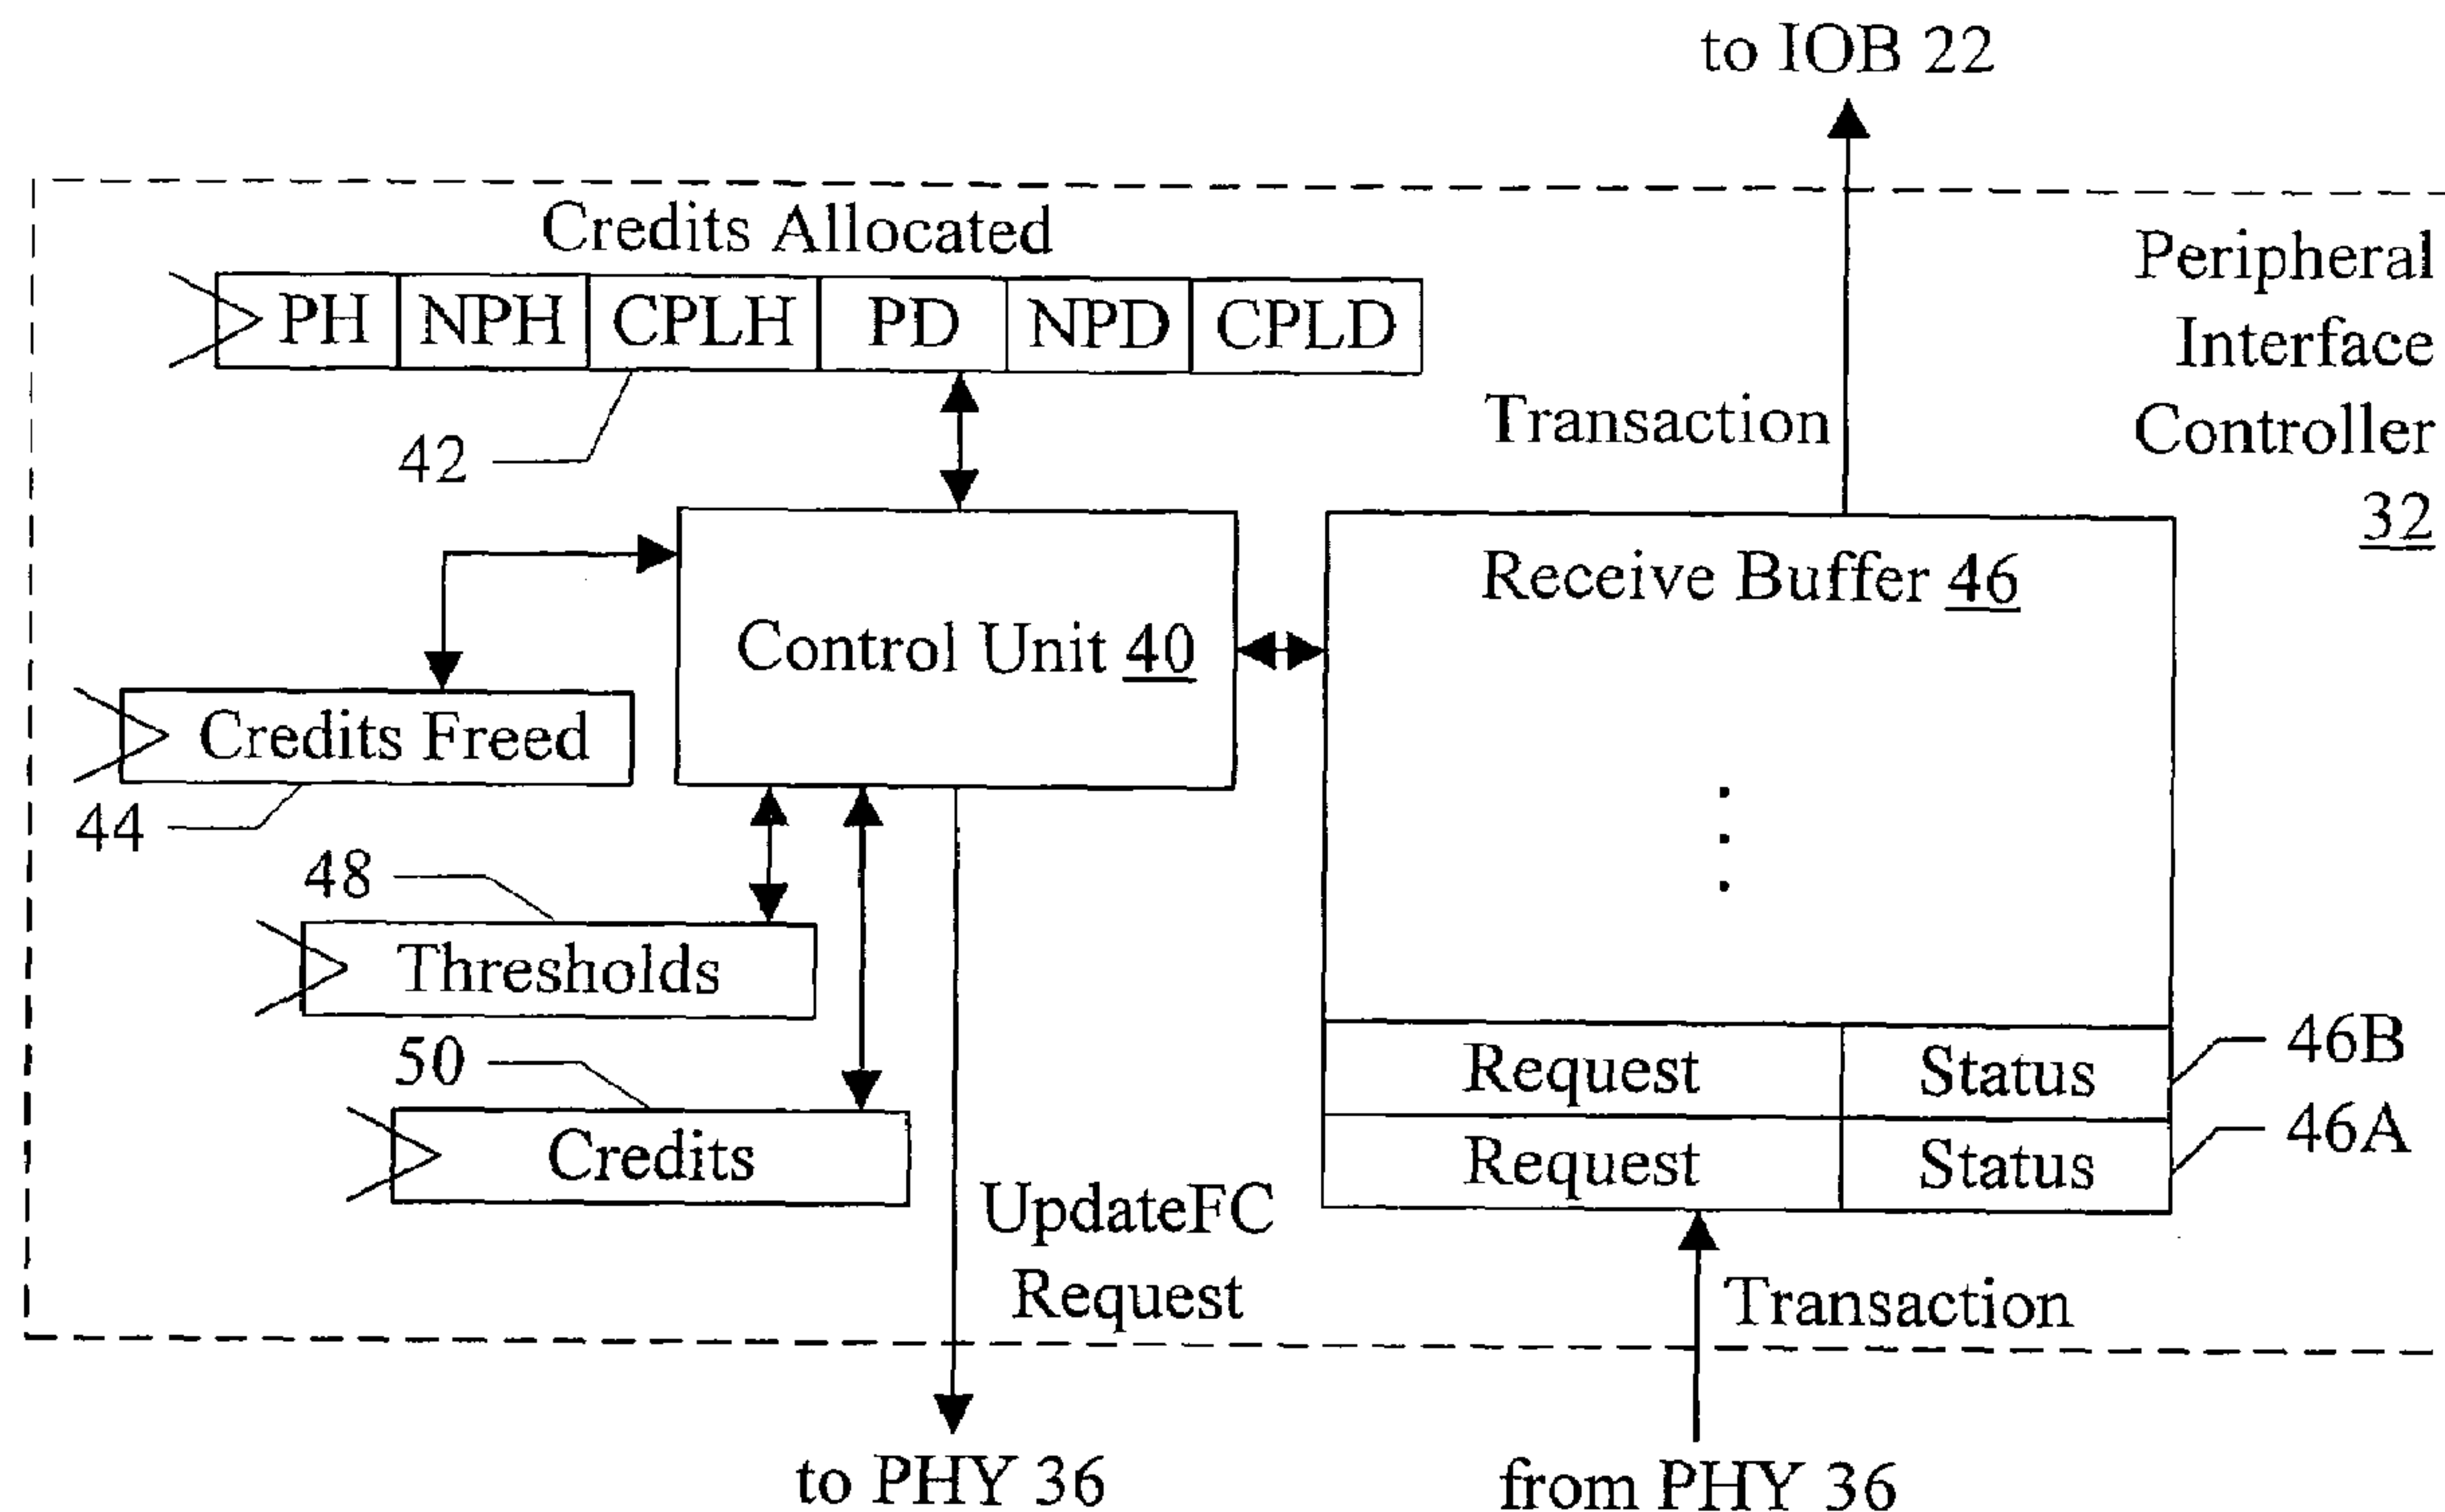 to IOB 22
Credits Allocated
PH NPH CPLH PD NPD CPLD
Peripheral
Interface
Controller
32
Transaction
42
Control Unit 40
Receive Buffer 46
Credits Freed
44
48
Thresholds
50
Credits
Request Status
46B
Request Status
46A
UpdateFC
Request
Transaction
to PHY 36
from PHY 36